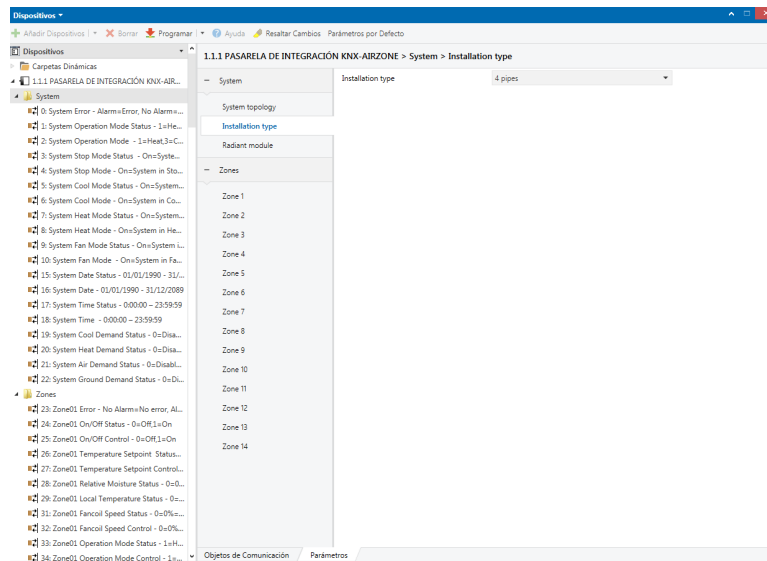 Dispositivos
Añadir Dispositivos Borrar Programar Ayuda Resaltar Cambios Parámetros por Defecto
Dispositivos
Carpetas Dinámicas
1.1.1 PASARELA DE INTEGRACIÓN KNX-AIR...
System
0: System Error - Alarm=Error, No Alarm=...
1: System Operation Mode Status - 1=He...
2: System Operation Mode - 1=Heat,3=C...
3: System Stop Mode Status - On=Syste...
4: System Stop Mode - On=System in Sto...
5: System Cool Mode Status - On=System...
6: System Cool Mode - On=System in Co...
7: System Heat Mode Status - On=System...
8: System Heat Mode - On=System in He...
9: System Fan Mode Status - On=System i...
10: System Fan Mode - On=System in Fa...
15: System Date Status - 01/01/1990 - 31/...
16: System Date - 01/01/1990 - 31/12/2089
17: System Time Status - 0:00:00 – 23:59:59
18: System Time - 0:00:00 – 23:59:59
19: System Cool Demand Status - 0=Disa...
20: System Heat Demand Status - 0=Disa...
21: System Air Demand Status - 0=Disabl...
22: System Ground Demand Status - 0=Di...
Zones
23: Zone01 Error - No Alarm=No error, Al...
24: Zone01 On/Off Status - 0=Off,1=On
25: Zone01 On/Off Control - 0=Off,1=On
26: Zone01 Temperature Setpoint Status...
27: Zone01 Temperature Setpoint Control...
28: Zone01 Relative Moisture Status - 0=0...
29: Zone01 Local Temperature Status - 0=...
31: Zone01 Fancoil Speed Status - 0=0%=...
32: Zone01 Fancoil Speed Control - 0=0%...
33: Zone01 Operation Mode Status - 1=H...
34: Zone01 Operation Mode Control - 1=...
1.1.1 PASARELA DE INTEGRACIÓN KNX-AIRZONE > System > Installation type
System
System topology
Installation type
Radiant module
Zones
Zone 1
Zone 2
Zone 3
Zone 4
Zone 5
Zone 6
Zone 7
Zone 8
Zone 9
Zone 10
Zone 11
Zone 12
Zone 13
Zone 14
Installation type 4 pipes
Objetos de Comunicación Parámetros